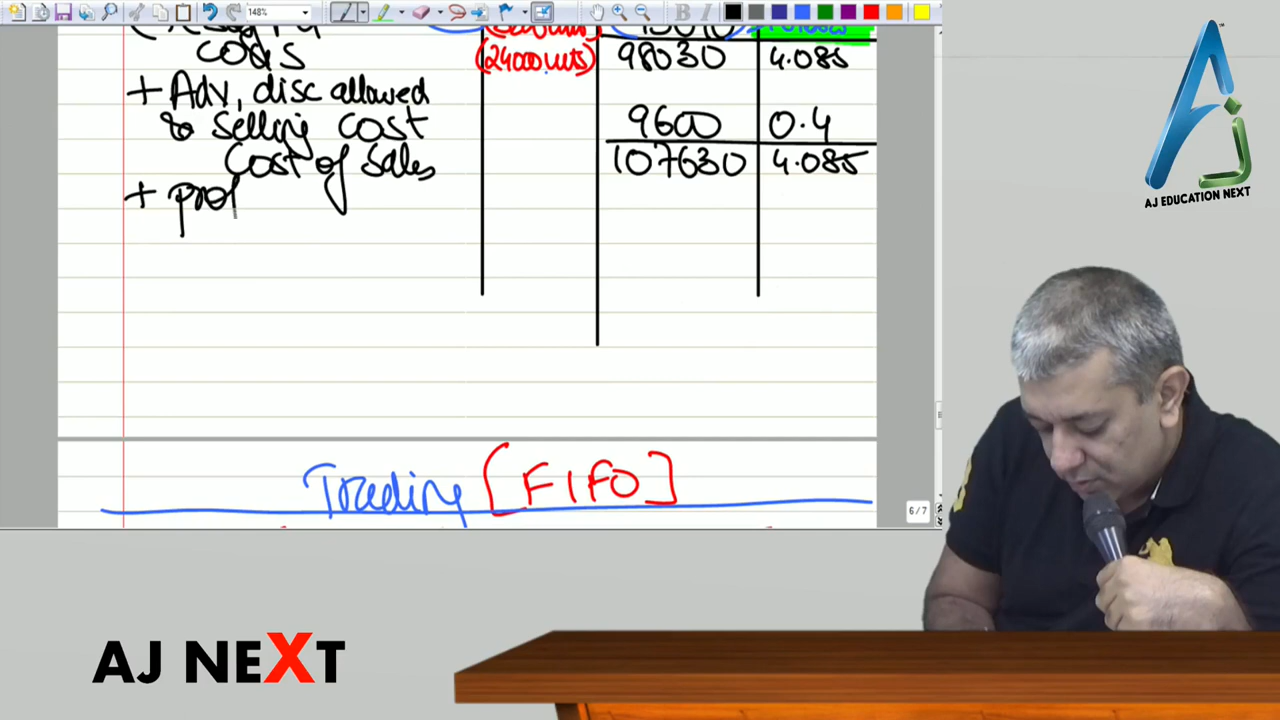 148%
B I
costs (24000 units) 98030 4.085
+ Adv, disc allowed
& selling cost 9600 0.4
Cost of sales 107630 4.085
+ prof
Trading [FIFO]
6/7
AJ EDUCATION NEXT
AJ NEXT